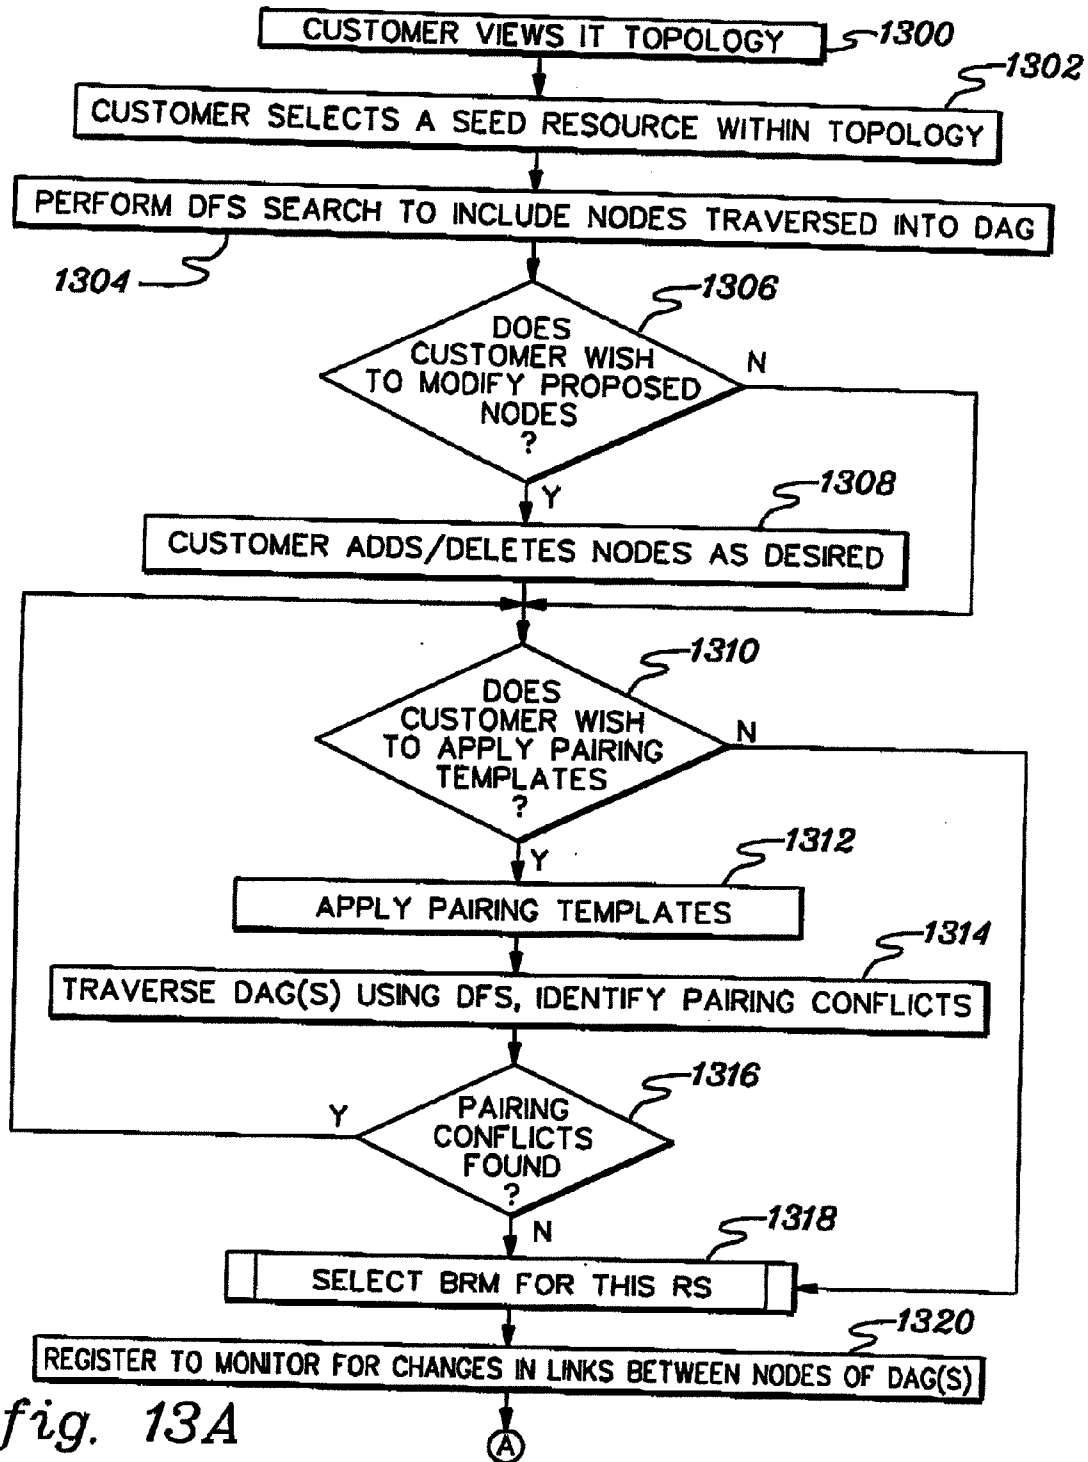 CUSTOMER VIEWS IT TOPOLOGY
1300
1302
CUSTOMER SELECTS A SEED RESOURCE WITHIN TOPOLOGY
PERFORM DFS SEARCH TO INCLUDE NODES TRAVERSED INTO DAG
1304
1306
DOES
CUSTOMER WISH
TO MODIFY PROPOSED
NODES
?
N
Y
1308
CUSTOMER ADDS/DELETES NODES AS DESIRED
1310
DOES
CUSTOMER WISH
TO APPLY PAIRING
TEMPLATES
?
N
Y
1312
APPLY PAIRING TEMPLATES
1314
TRAVERSE DAG(S) USING DFS, IDENTIFY PAIRING CONFLICTS
1316
PAIRING
CONFLICTS
FOUND
?
Y
N
1318
SELECT BRM FOR THIS RS
1320
REGISTER TO MONITOR FOR CHANGES IN LINKS BETWEEN NODES OF DAG(S)
fig. 13A
A